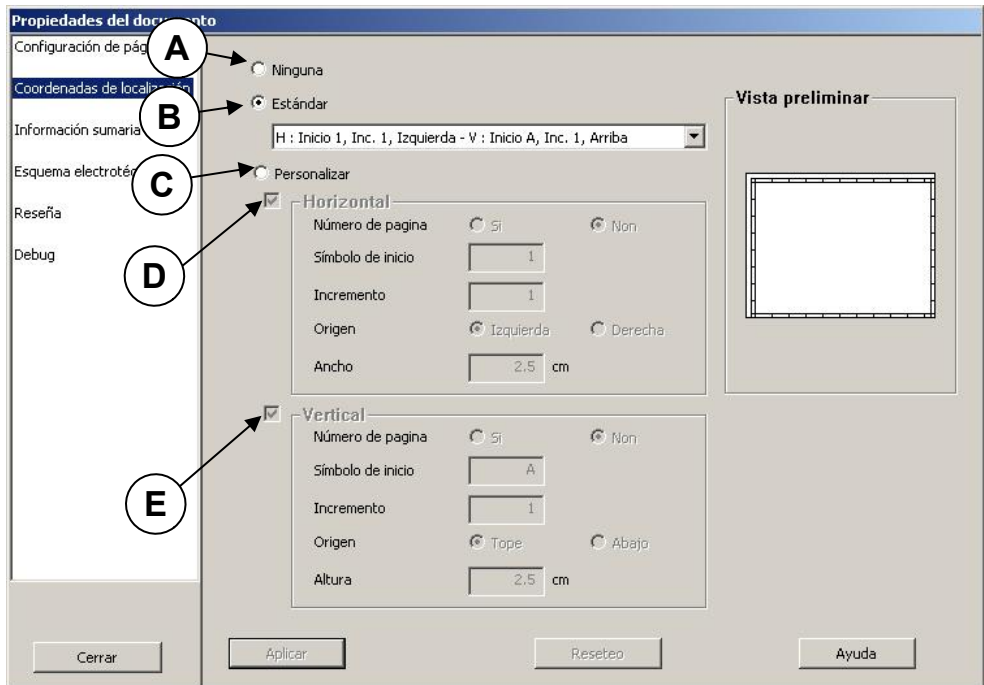 Propiedades del documento
Configuración de pág
Coordenadas de localización
Información sumaria
Esquema electroté
Reseña
Debug
Cerrar
A
B
C
D
E
Ninguna
Estándar
H : Inicio 1, Inc. 1, Izquierda - V : Inicio A, Inc. 1, Arriba
Personalizar
Horizontal
Número de pagina Si Non
Símbolo de inicio 1
Incremento 1
Origen Izquierda Derecha
Ancho 2.5 cm
Vertical
Número de pagina Si Non
Símbolo de inicio A
Incremento 1
Origen Tope Abajo
Altura 2.5 cm
Vista preliminar
Aplicar Reseteo Ayuda